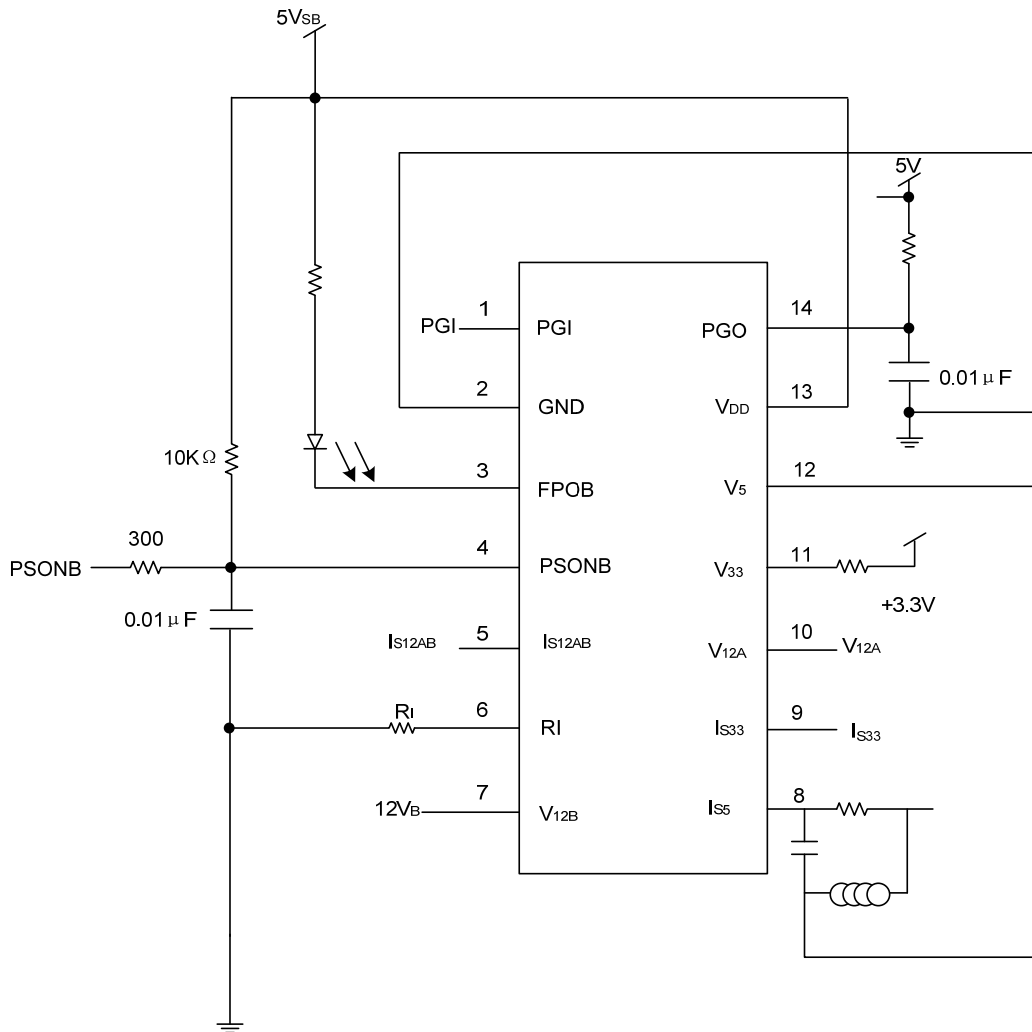 5VSB
5V
1
14
PGI
PGI
PGO
0.01μF
2
13
GND
VDD
10KΩ
3
12
FPOB
V5
300
4
11
PSONB
PSONB
V33
+3.3V
0.01μF
5
10
IS12AB
IS12AB
V12A
V12A
RI
6
9
RI
IS33
IS33
7
8
12VB
V12B
IS5